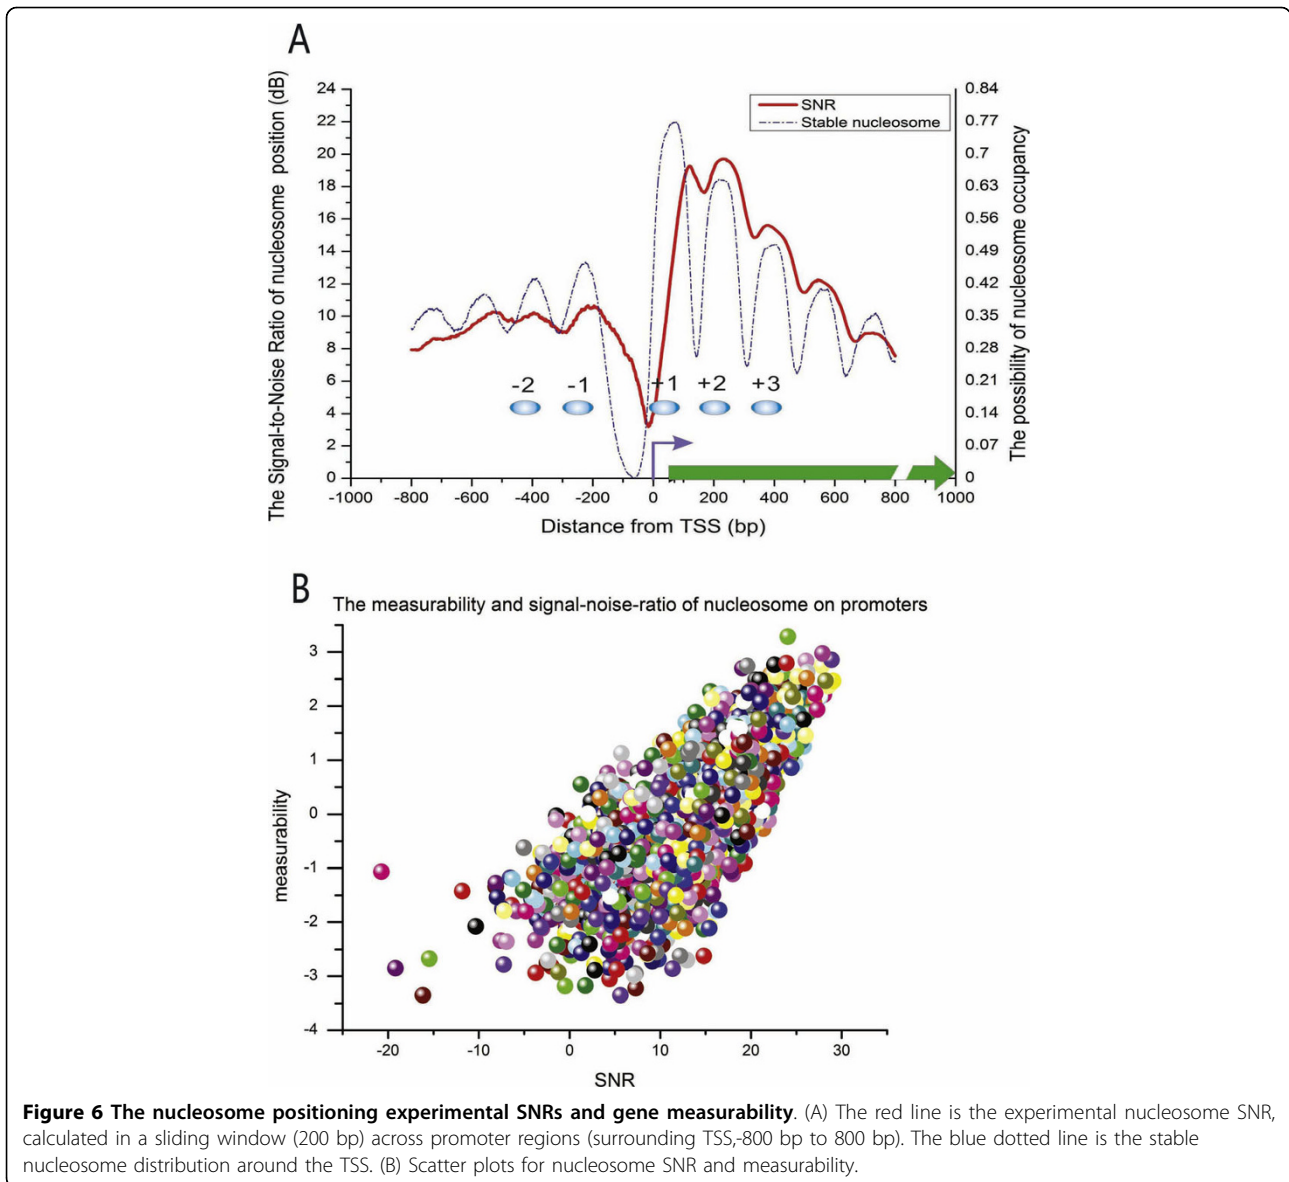 A
The Signal-to-Noise Ratio of nucleosome position (dB)
24
22
20
18
16
14
12
10
8
6
4
2
0
SNR
Stable nucleosome
0.84
0.77
0.7
0.63
0.56
0.49
0.42
0.35
0.28
0.21
0.14
0.07
0
The possibility of nucleosome occupancy
-2 -1 +1 +2 +3
-1000 -800 -600 -400 -200 0 200 400 600 800 1000
Distance from TSS (bp)
B
The measurability and signal-noise-ratio of nucleosome on promoters
measurability
3
2
1
0
-1
-2
-3
-4
-20 -10 0 10 20 30
SNR
Figure 6 The nucleosome positioning experimental SNRs and gene measurability. (A) The red line is the experimental nucleosome SNR,
calculated in a sliding window (200 bp) across promoter regions (surrounding TSS,-800 bp to 800 bp). The blue dotted line is the stable
nucleosome distribution around the TSS. (B) Scatter plots for nucleosome SNR and measurability.